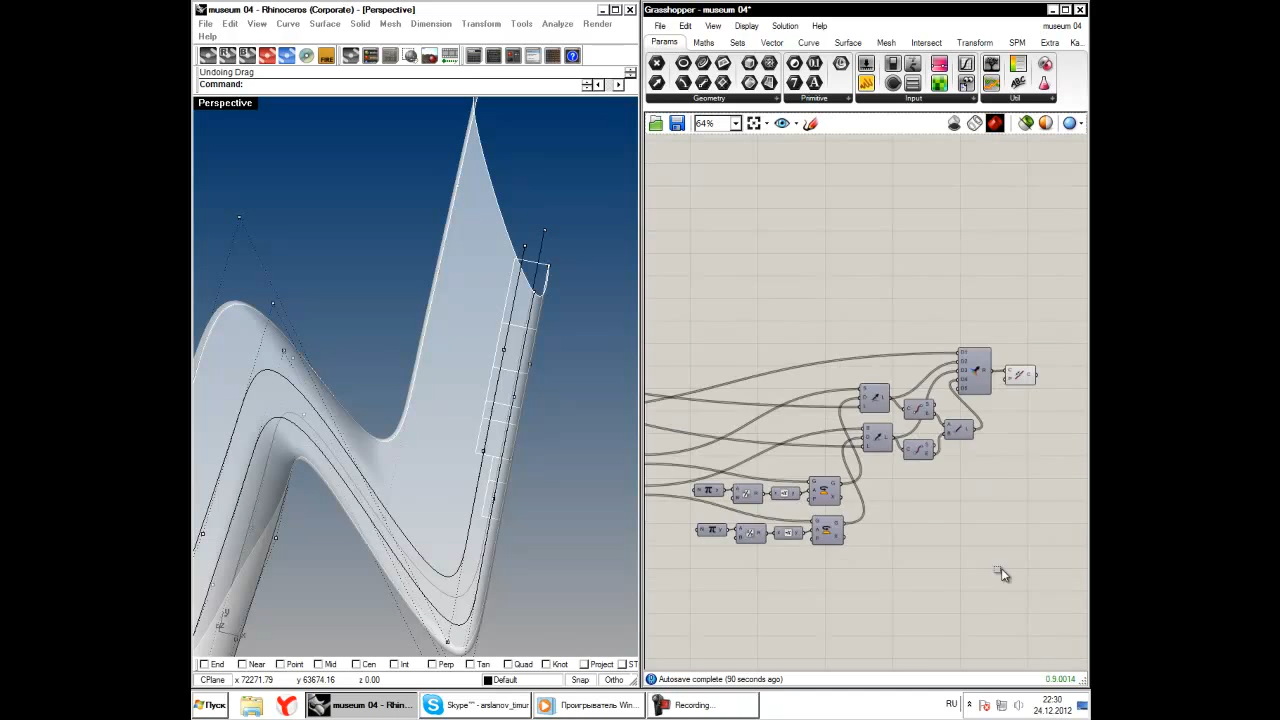 museum 04 - Rhinoceros (Corporate) - [Perspective]
File Edit View Curve Surface Solid Mesh Dimension Transform Tools Analyze Render
Help
Undoing Drag
Command:
Perspective
End Near Point Mid Cen Int Perp Tan Quad Knot Project ST
CPlane x 72271.79 y 63674.16 z 0.00 Default Snap Ortho
Grasshopper - museum 04*
File Edit View Display Solution Help museum 04
Params Maths Sets Vector Curve Surface Mesh Intersect Transform SPM Extra Ka...
Geometry Primitive Input Util
64%
Autosave complete (90 seconds ago) 0.9.0014
Пуск museum 04 - Rhin... Skype™ - arslanov_timur Проигрыватель Win... Recording... RU 22:30
24.12.2012